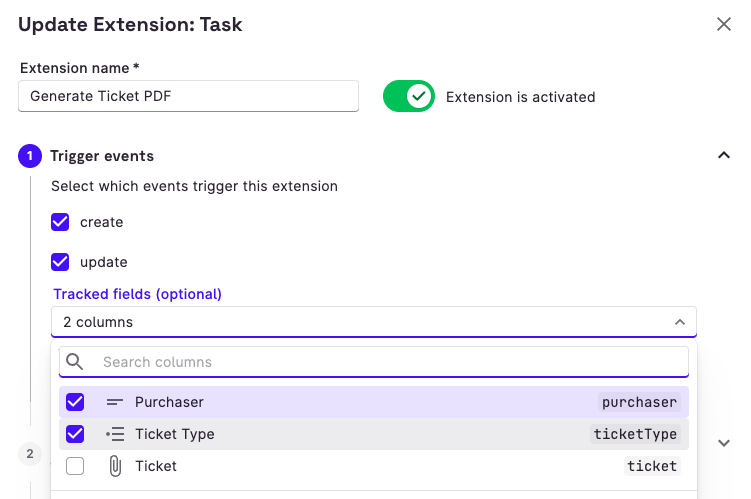 Update Extension: Task
Extension name *
Generate Ticket PDF
Extension is activated
1 Trigger events
Select which events trigger this extension
create
update
Tracked fields (optional)
2 columns
Search columns
Purchaser purchaser
Ticket Type ticketType
2
Ticket ticket